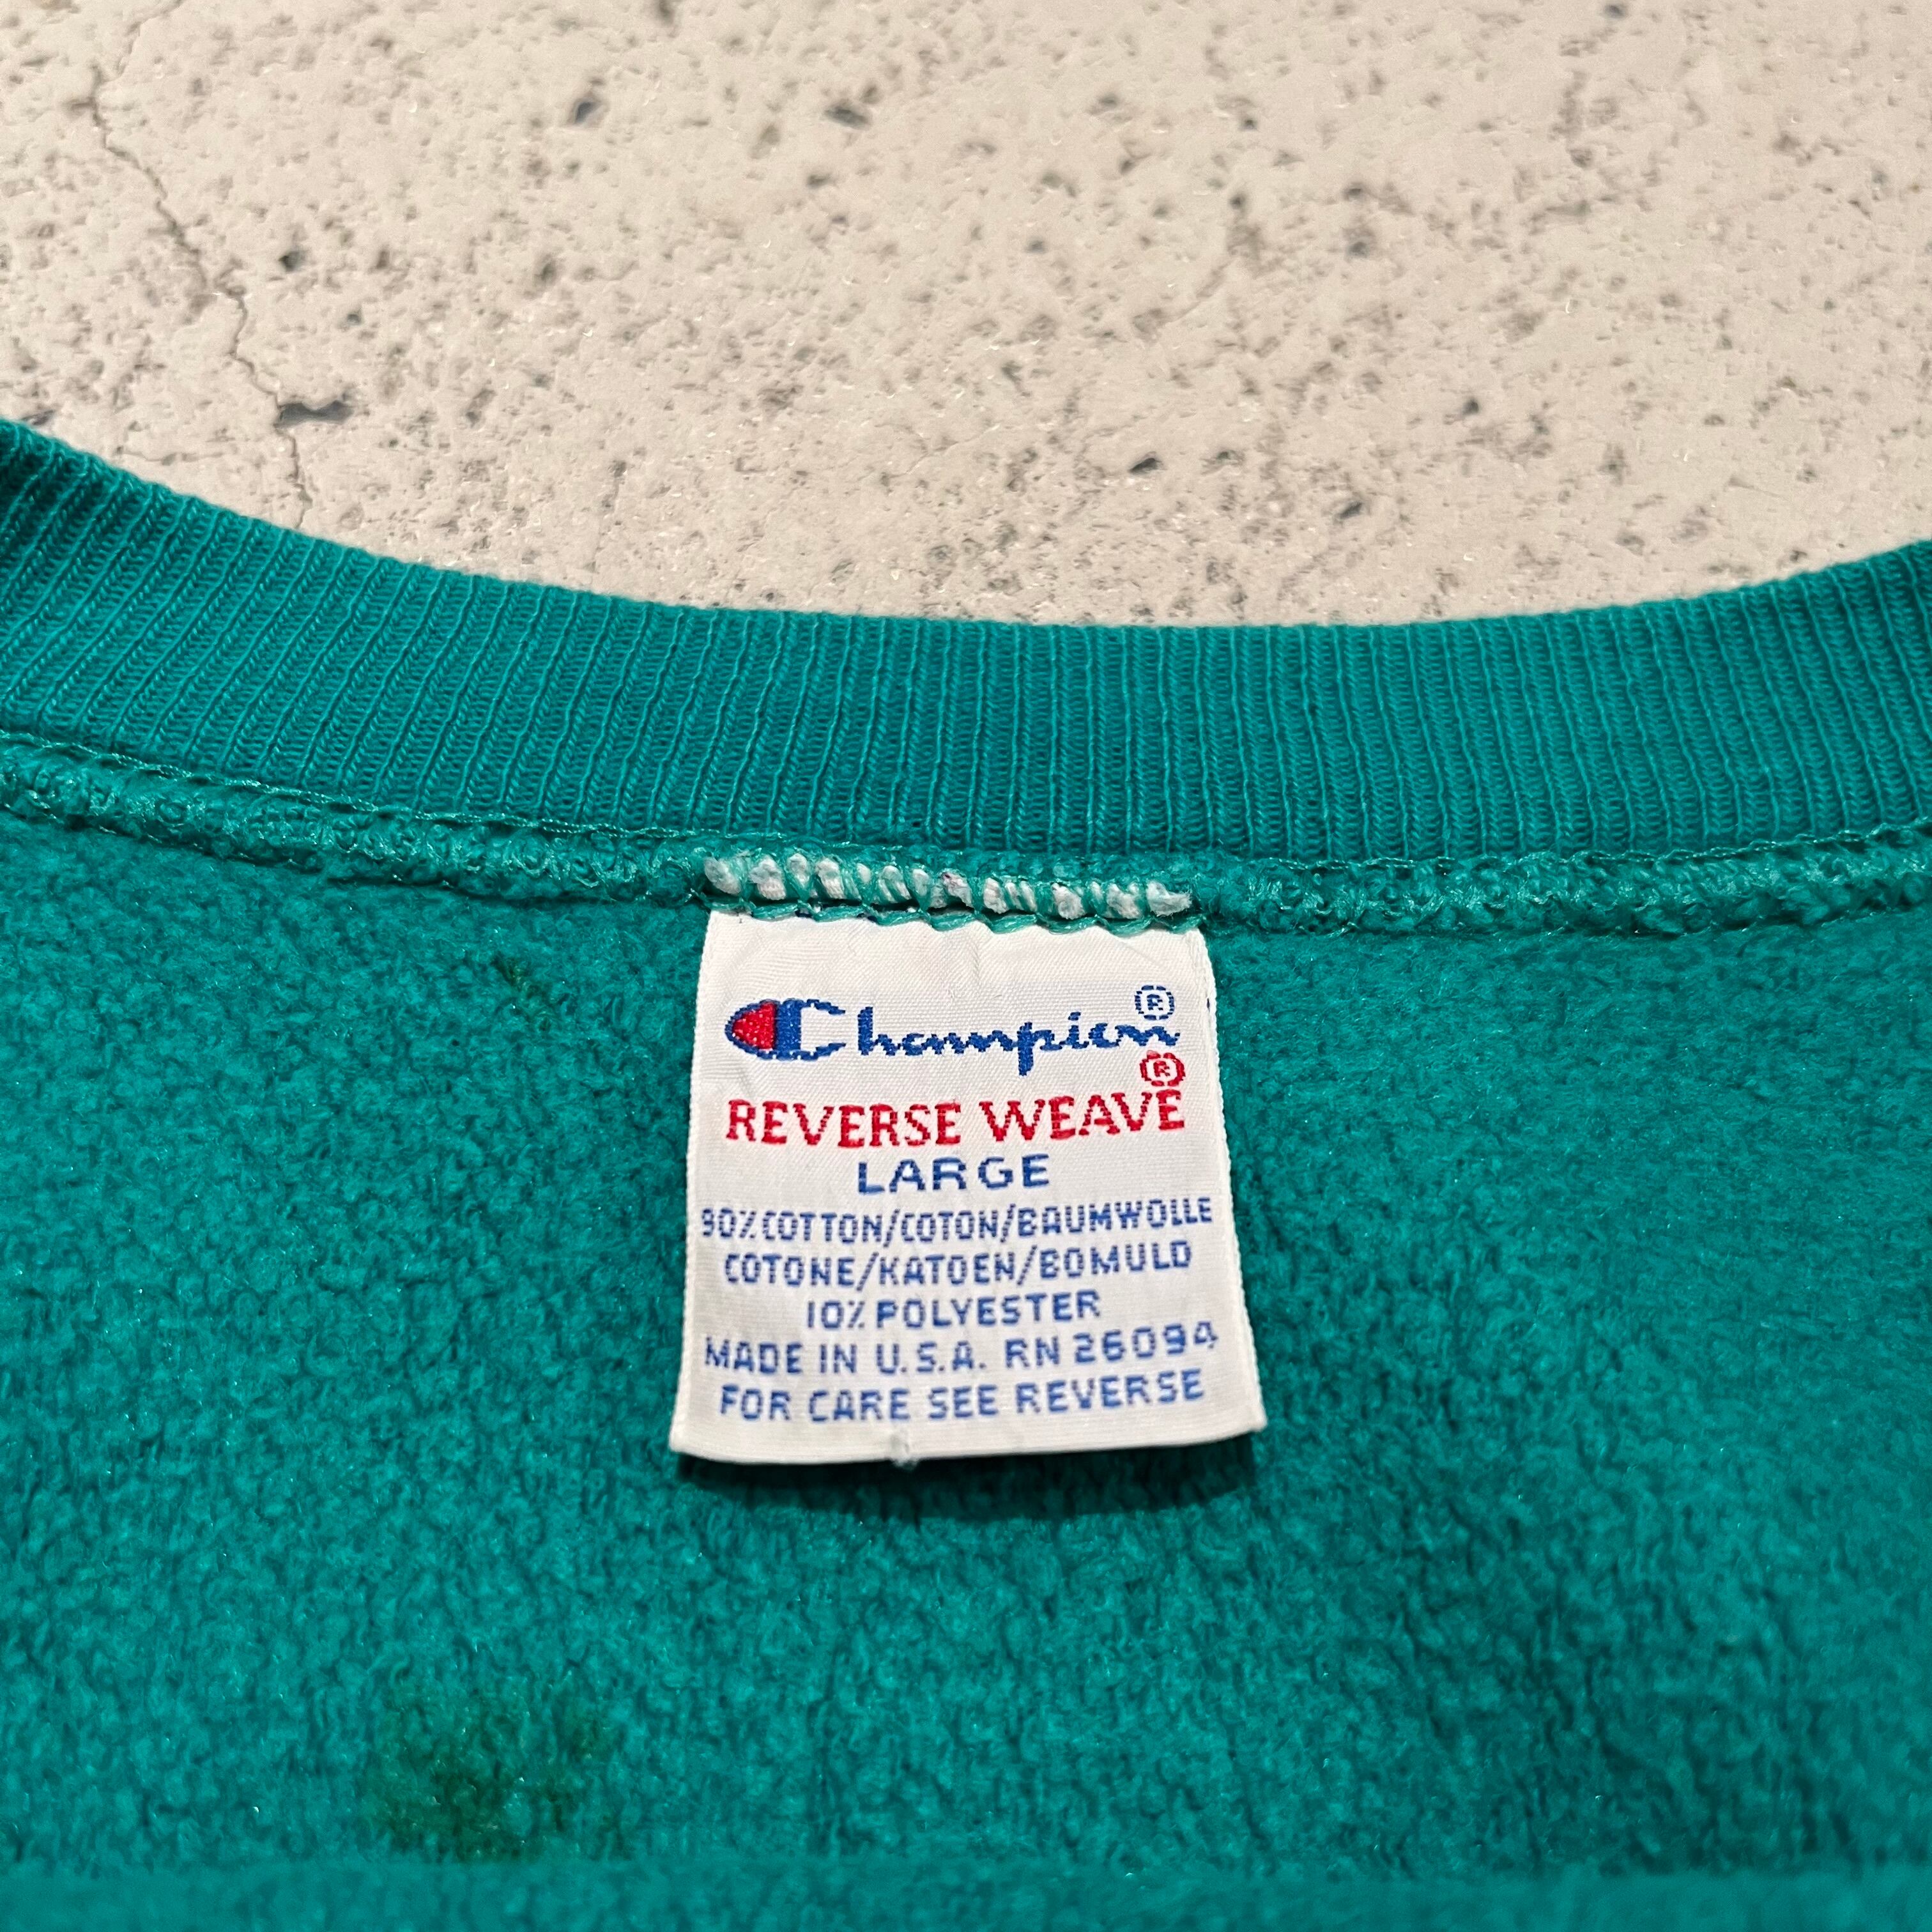 Champion®
REVERSE WEAVE®
LARGE
90% COTTON/COTON/BAUMWOLLE
COTONE/KATOEN/BOMULD
10% POLYESTER
MADE IN U.S.A. RN 26094
FOR CARE SEE REVERSE